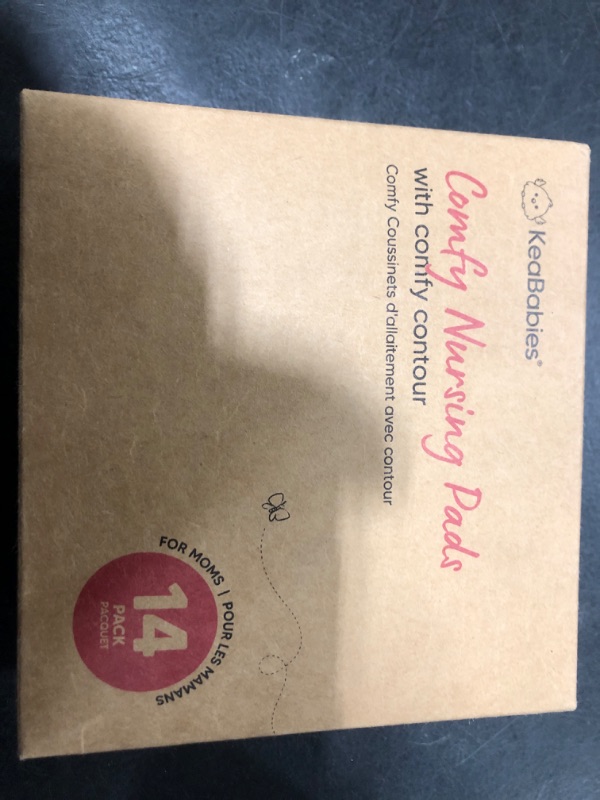 KeaBabies®
Comfy Nursing Pads
with comfy contour
Comfy Coussinets d'allaitement avec contour
FOR MOMS | POUR LES MAMANS
14
PACK
PACQUET